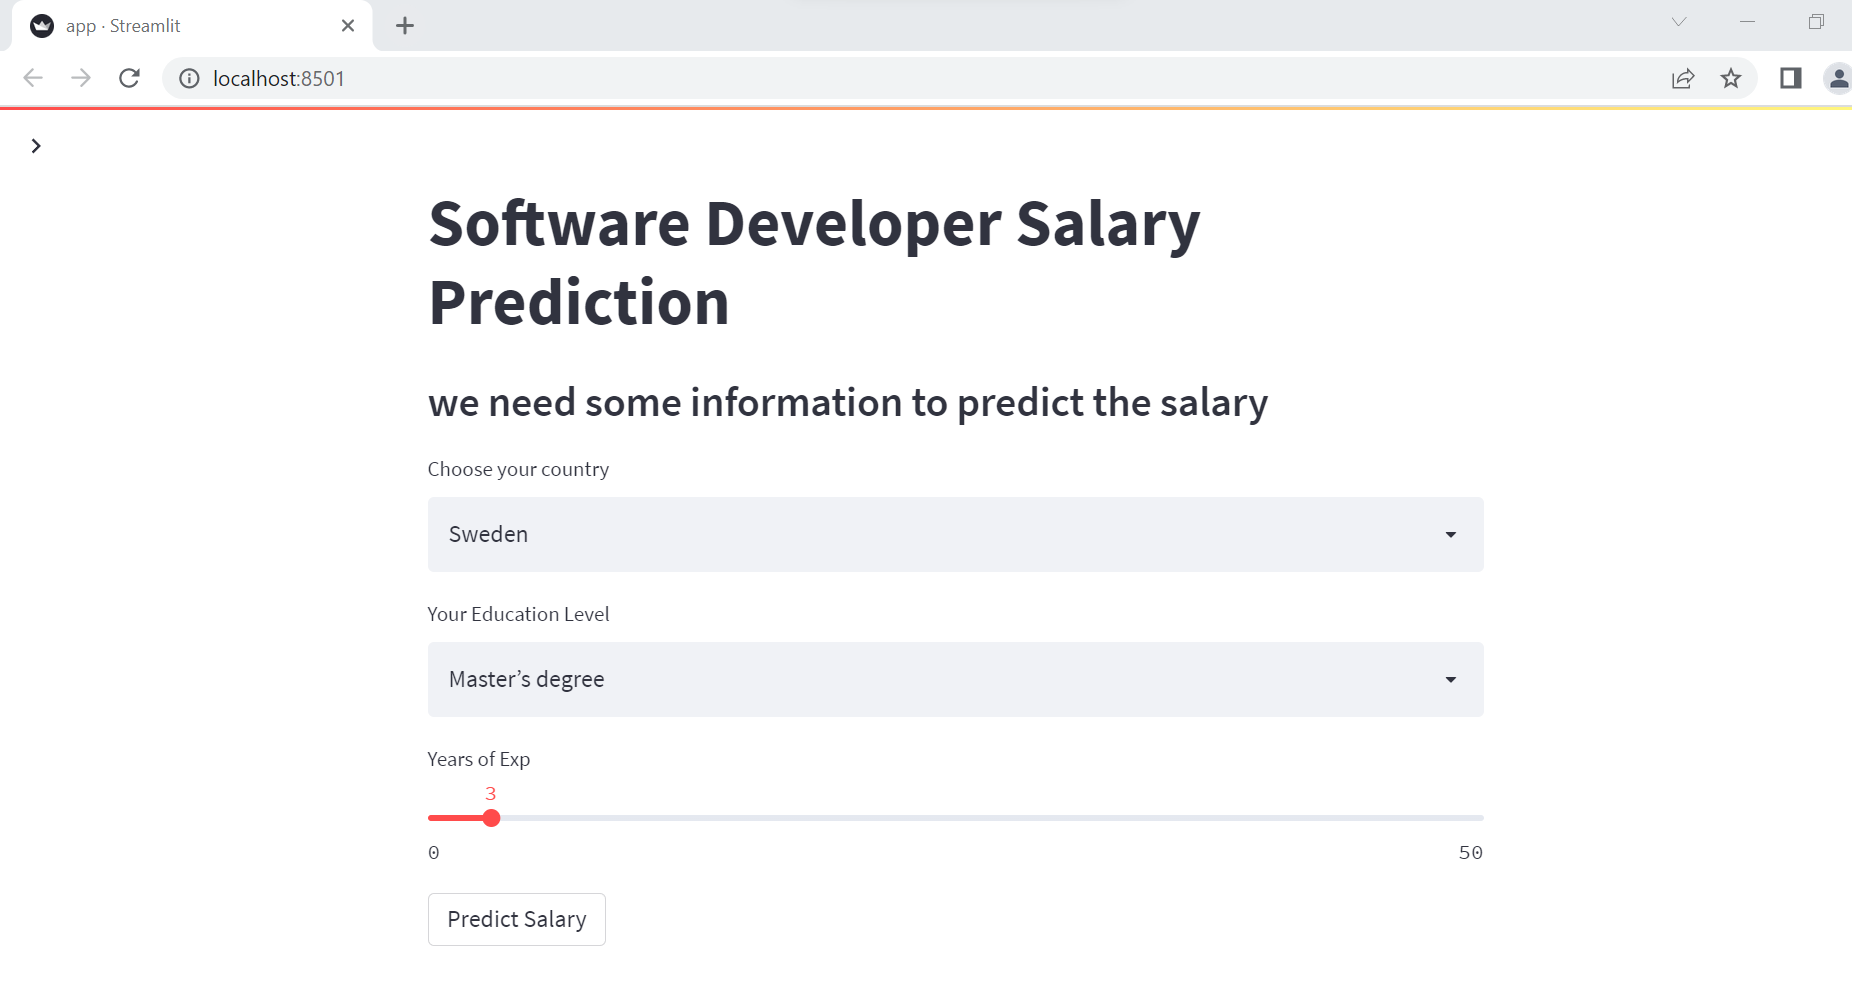 app · Streamlit
localhost:8501
Software Developer Salary
Prediction
we need some information to predict the salary
Choose your country
Sweden
Your Education Level
Master’s degree
Years of Exp
3
0 50
Predict Salary